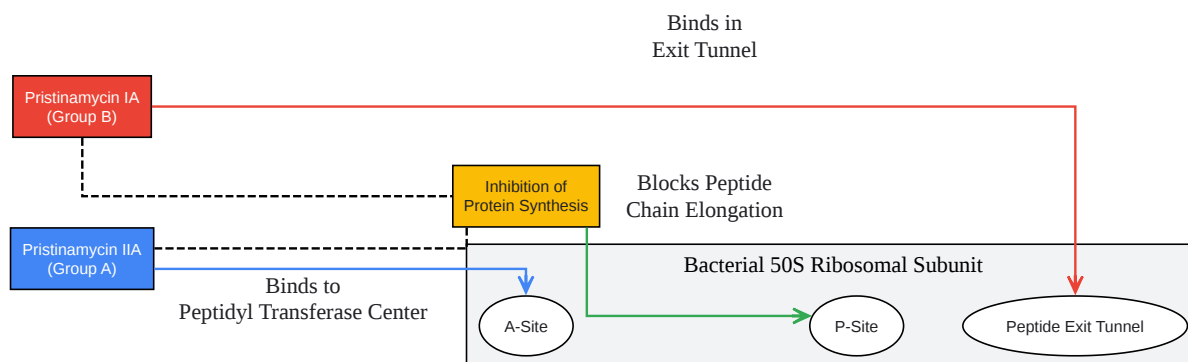 Binds in
Exit Tunnel
Pristinamycin IA
(Group B)
Inhibition of
Protein Synthesis
Blocks Peptide
Chain Elongation
Pristinamycin IIA
(Group A)
Bacterial 50S Ribosomal Subunit
Binds to
Peptidyl Transferase Center
A-Site
P-Site
Peptide Exit Tunnel